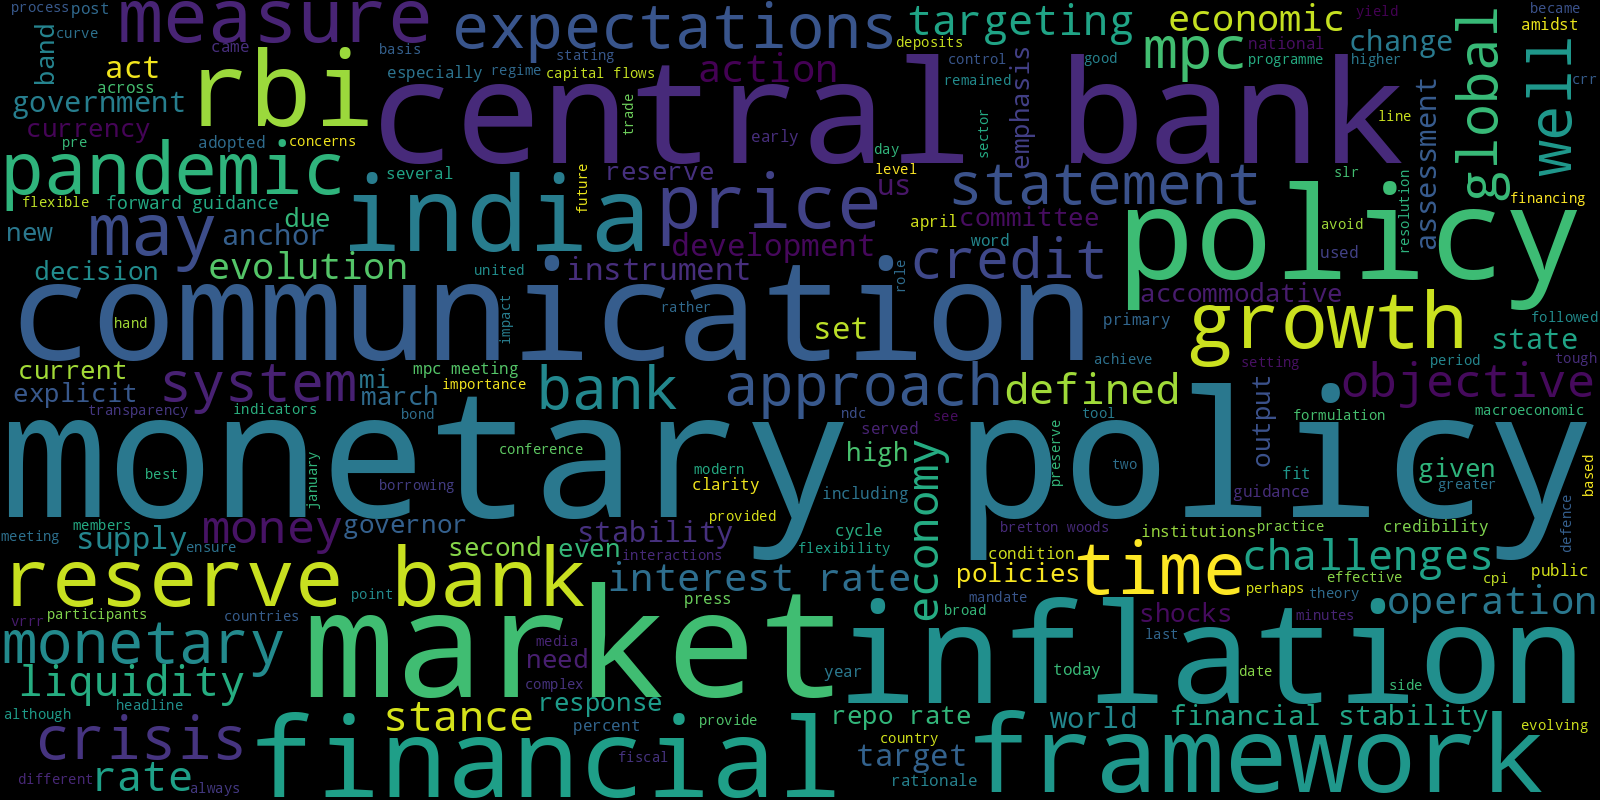 process
post
measure
expectations
targeting
economic
yield
became
amidst
curve
band
came
basis
stating
deposits
mpc
national
change
global
well
act
rbi
especially
regime
capital flows
action
control
good
programme
higher
across
government
central bank
remained
emphasis
assessment
crr
currency
pre
adopted
concerns
trade
early
day
sector
line
pandemic
several
india
future
reserve
price
us
level
statement
slr
resolution
policy
financing
flexible
forward guidance
due
may
anchor
new
april
committee
word
avoid
used
development
credit
decision
evolution
united
instrument
role
accommodative
communication
hand
impact
rather
set
primary
growth
followed
state
current
system
mpc meeting
mi
importance
bank
approach
achieve
defined
setting
period
tough
objective
explicit
march
transparency
indicators
bond
ndc
see
served
tool
output
formulation
macroeconomic
monetary policy
conference
high
economy
preserve
two
given
best
january
borrowing
modern
clarity
including
fit
guidance
greater
based
members
money
governor
provided
stability
cycle
bretton woods
institutions
practice
credibility
defence
meeting
supply
ensure
second
even
interactions
flexibility
condition
time
challenges
reserve bank
point
interest rate
policies
perhaps
effective
cpi
public
participants
countries
press
mandate
theory
operation
vrrr
broad
shocks
minutes
monetary
market
media
need
inflation
last
liquidity
complex
year
today
date
side
although
headline
response
stance
percent
provide
repo rate
world
financial stability
evolving
crisis
financial
country
framework
fiscal
target
different
rate
always
rationale